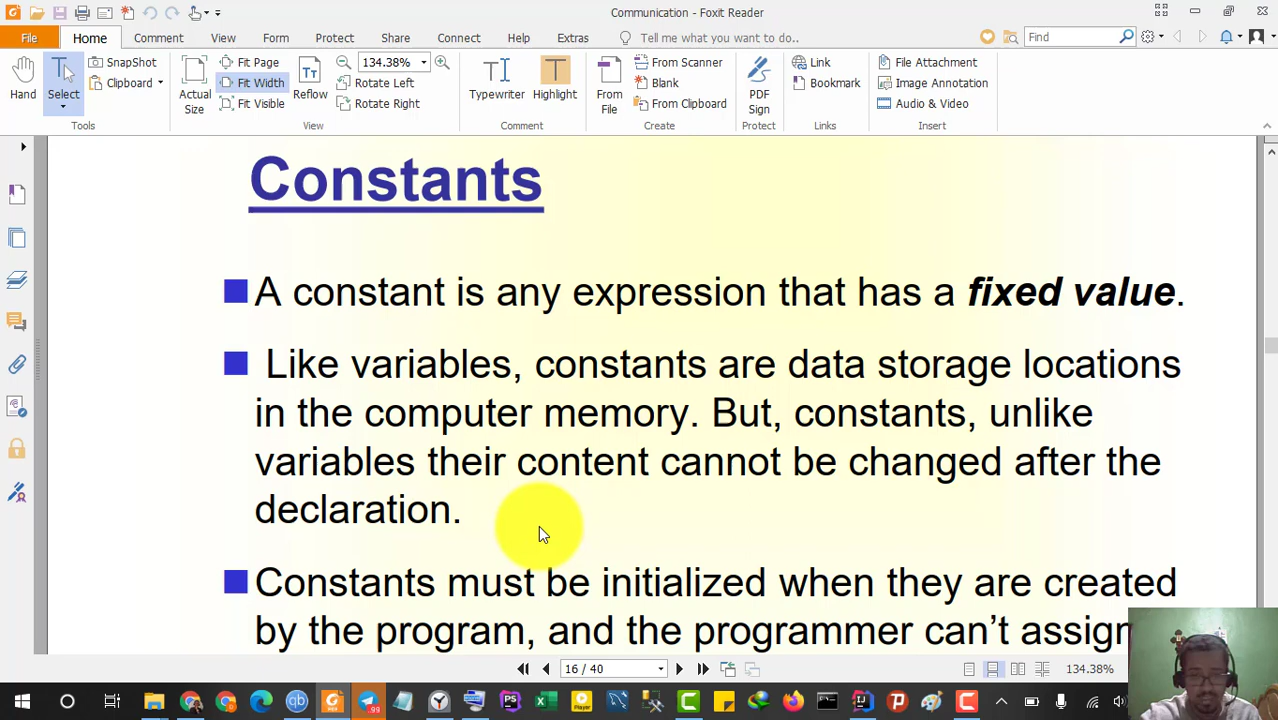 Communication - Foxit Reader
File Home Comment View Form Protect Share Connect Help Extras Tell me what you want to do.. Find
Hand
Select
SnapShot
Clipboard
Tools
Actual
Size
Fit Page
Fit Width
Fit Visible
Reflow
134.38%
Rotate Left
Rotate Right
View
Typewriter
Highlight
Comment
From
File
From Scanner
Blank
From Clipboard
Create
PDF
Sign
Protect
Link
Bookmark
Links
File Attachment
Image Annotation
Audio & Video
Insert
Constants
A constant is any expression that has a fixed value.
Like variables, constants are data storage locations
in the computer memory. But, constants, unlike
variables their content cannot be changed after the
declaration.
Constants must be initialized when they are created
by the program, and the programmer can't assign
16 / 40
134.38%